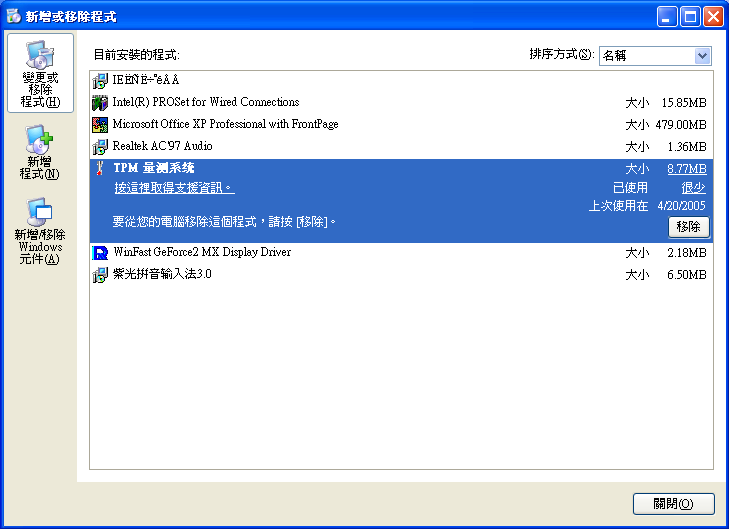 新增或移除程式
變更或
移除
程式(H)
新增
程式(N)
新增/移除
Windows
元件(A)
目前安裝的程式:
排序方式(S): 名稱
Intel(R) PROSet for Wired Connections 大小 15.85MB
Microsoft Office XP Professional with FrontPage 大小 479.00MB
Realtek AC'97 Audio 大小 1.36MB
TPM 量測系统 大小 8.77MB
按這裡取得支援資訊。 已使用 很少
上次使用在 4/20/2005
要從您的電腦移除這個程式，請按 [移除]。 移除
WinFast GeForce2 MX Display Driver 大小 2.18MB
紫光拼音输入法3.0 大小 6.50MB
關閉(O)